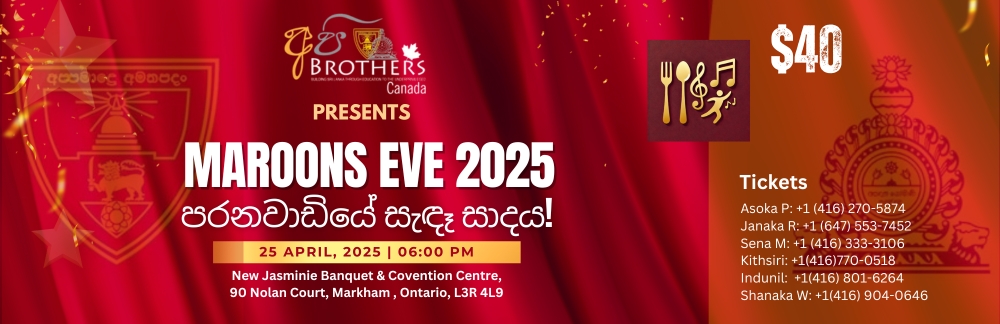 අප
BROTHERS
Canada
PRESENTS
MAROONS EVE 2025
පරනවාඩියේ සැඳෑ සාදය!
25 APRIL, 2025 | 06:00 PM
New Jasminie Banquet & Covention Centre,
90 Nolan Court, Markham , Ontario, L3R 4L9
$40
Tickets
Asoka P: +1 (416) 270-5874
Janaka R: +1 (647) 553-7452
Sena M: +1 (416) 333-3106
Kithsiri: +1(416)770-0518
Indunil: +1(416) 801-6264
Shanaka W: +1(416) 904-0646